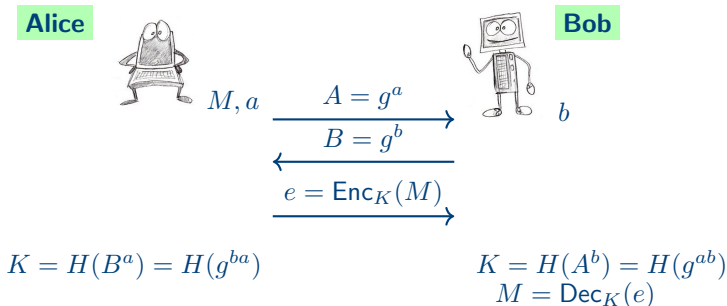 Alice
Bob
M, a
A = g^a
b
B = g^b
e = Enc_K(M)
K = H(B^a) = H(g^{ba})
K = H(A^b) = H(g^{ab})
M = Dec_K(e)